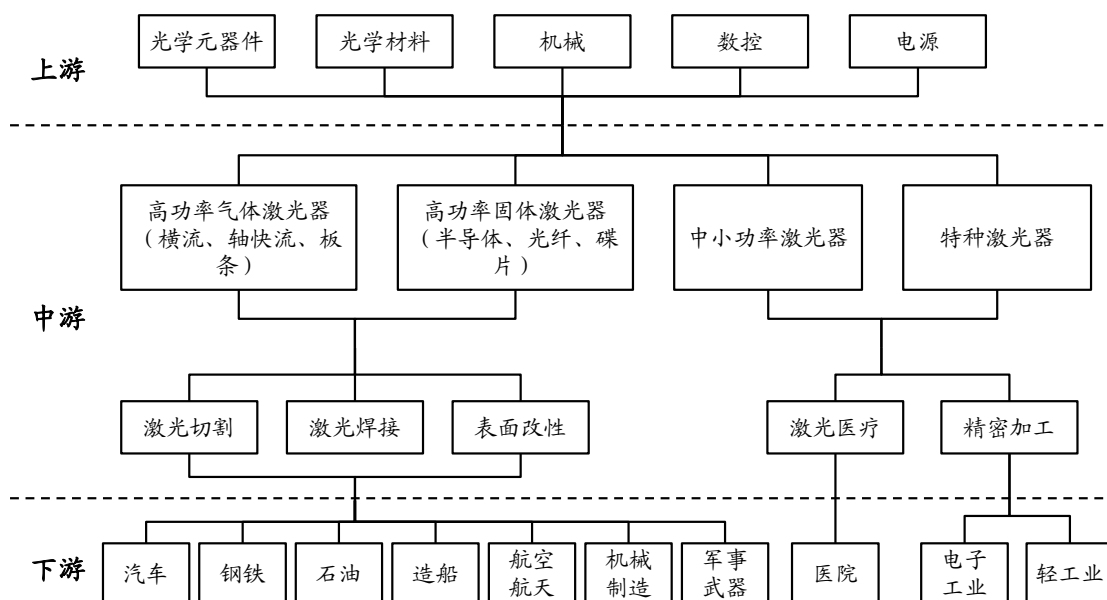 光学元器件
光学材料
机械
数控
电源
上游
高功率气体激光器
（横流、轴快流、板
条）
高功率固体激光器
（半导体、光纤、碟
片）
中小功率激光器
特种激光器
中游
激光切割
激光焊接
表面改性
激光医疗
精密加工
下游
汽车
钢铁
石油
造船
航空
航天
机械
制造
军事
武器
医院
电子
工业
轻工业